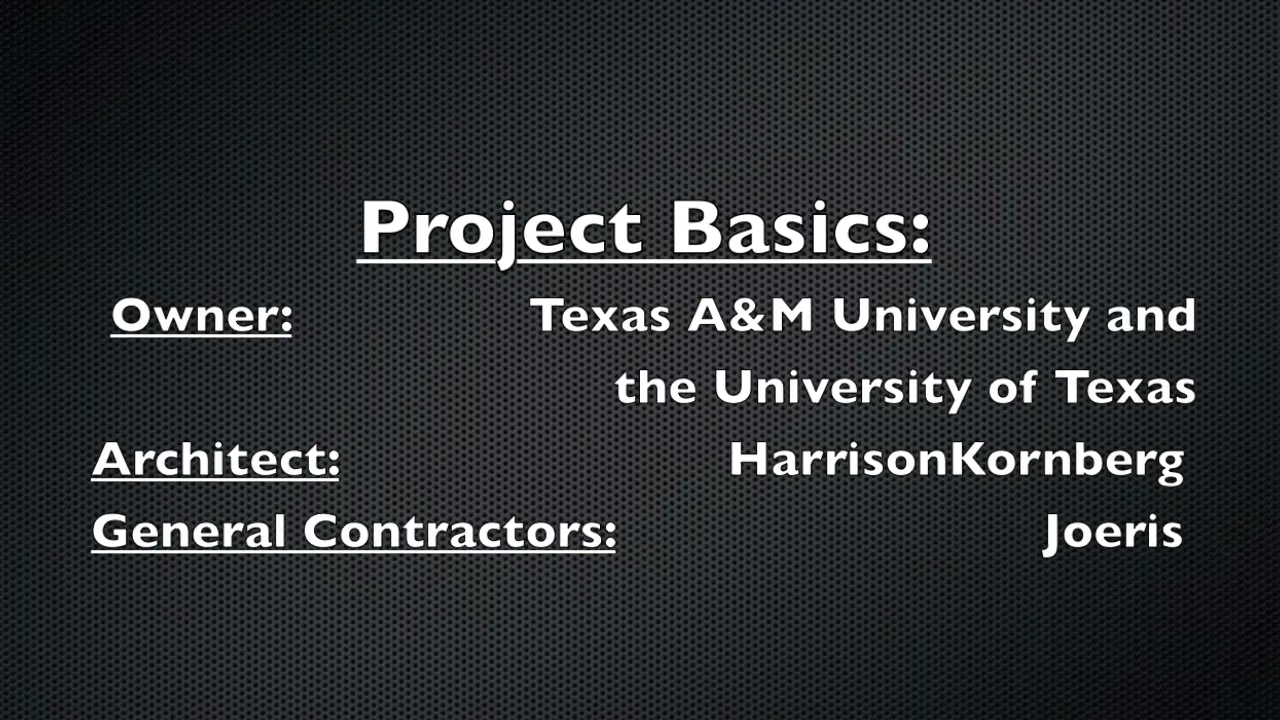 Project Basics:
Owner: Texas A&M University and
the University of Texas
Architect: HarrisonKornberg
General Contractors: Joeris